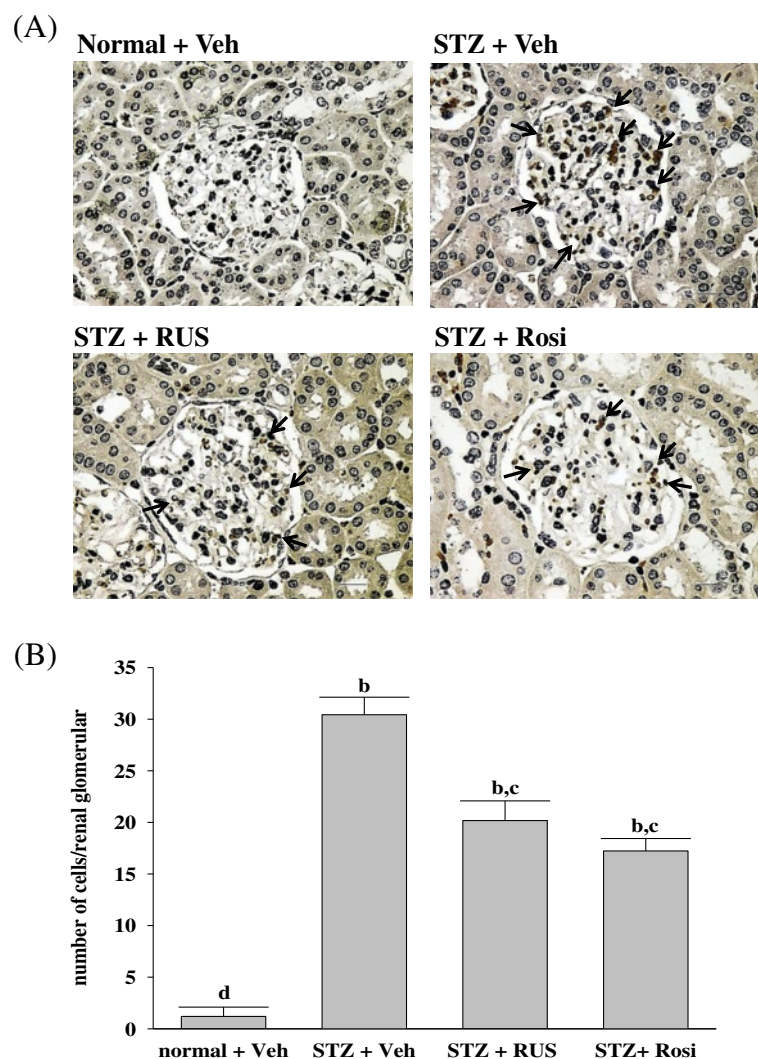 (A)
Normal + Veh
STZ + Veh
STZ + RUS
STZ + Rosi
(B)
number of cells/renal glomerular
35
30
25
20
15
10
5
0
d
b
b,c
b,c
normal + Veh
STZ + Veh
STZ + RUS
STZ+ Rosi